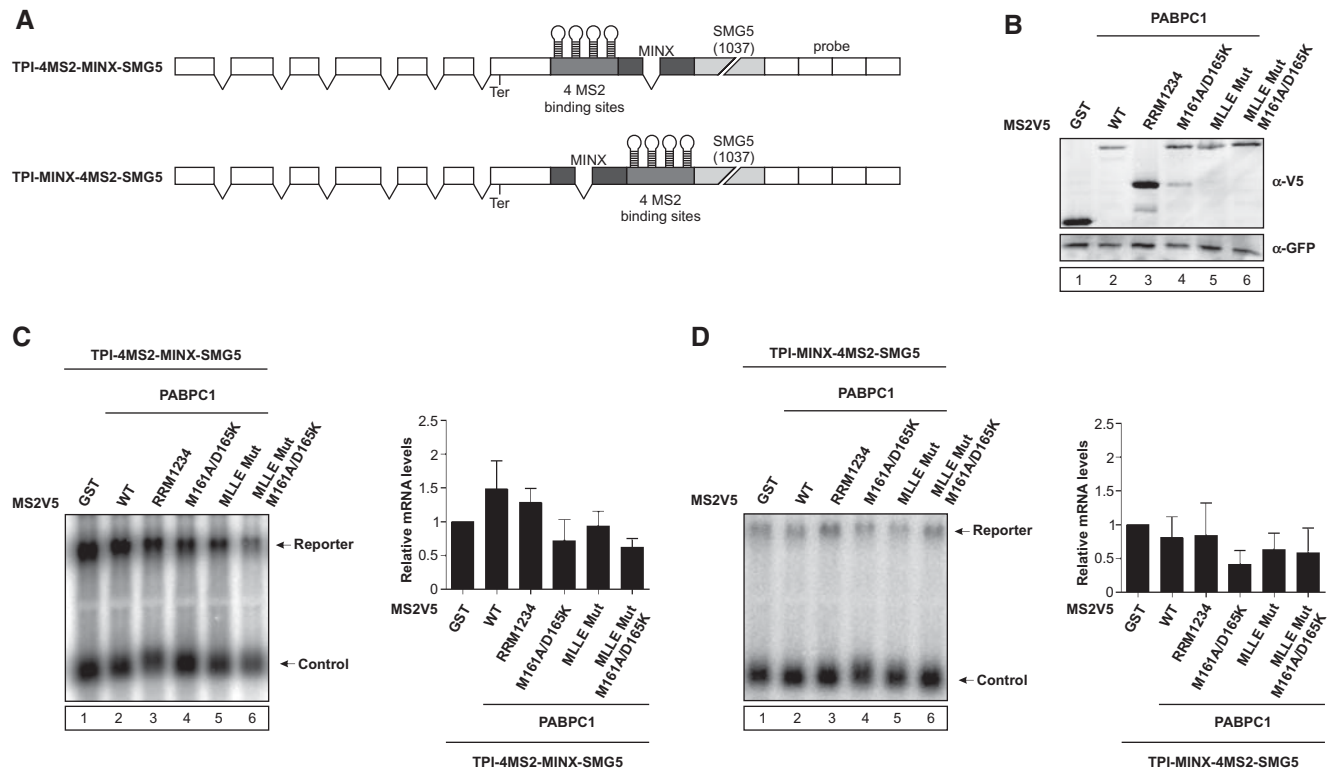 A
TPI-4MS2-MINX-SMG5
Ter
4 MS2
binding sites
MINX
SMG5
(1037)
probe
TPI-MINX-4MS2-SMG5
Ter
MINX
4 MS2
binding sites
SMG5
(1037)
B
PABPC1
MS2V5
GST
WT
RRM1234
M161A/D165K
MLLE Mut
MLLE Mut
M161A/D165K
α-V5
α-GFP
1 2 3 4 5 6
C
TPI-4MS2-MINX-SMG5
PABPC1
MS2V5
GST
WT
RRM1234
M161A/D165K
MLLE Mut
MLLE Mut
M161A/D165K
Reporter
Control
1 2 3 4 5 6
Relative mRNA levels
2.5
2
1.5
1
0.5
0
MS2V5
GST
WT
RRM1234
M161A/D165K
MLLE Mut
MLLE Mut
M161A/D165K
PABPC1
TPI-4MS2-MINX-SMG5
D
TPI-MINX-4MS2-SMG5
PABPC1
MS2V5
GST
WT
RRM1234
M161A/D165K
MLLE Mut
MLLE Mut
M161A/D165K
Reporter
Control
1 2 3 4 5 6
Relative mRNA levels
2.5
2
1.5
1
0.5
0
MS2V5
GST
WT
RRM1234
M161A/D165K
MLLE Mut
MLLE Mut
M161A/D165K
PABPC1
TPI-MINX-4MS2-SMG5